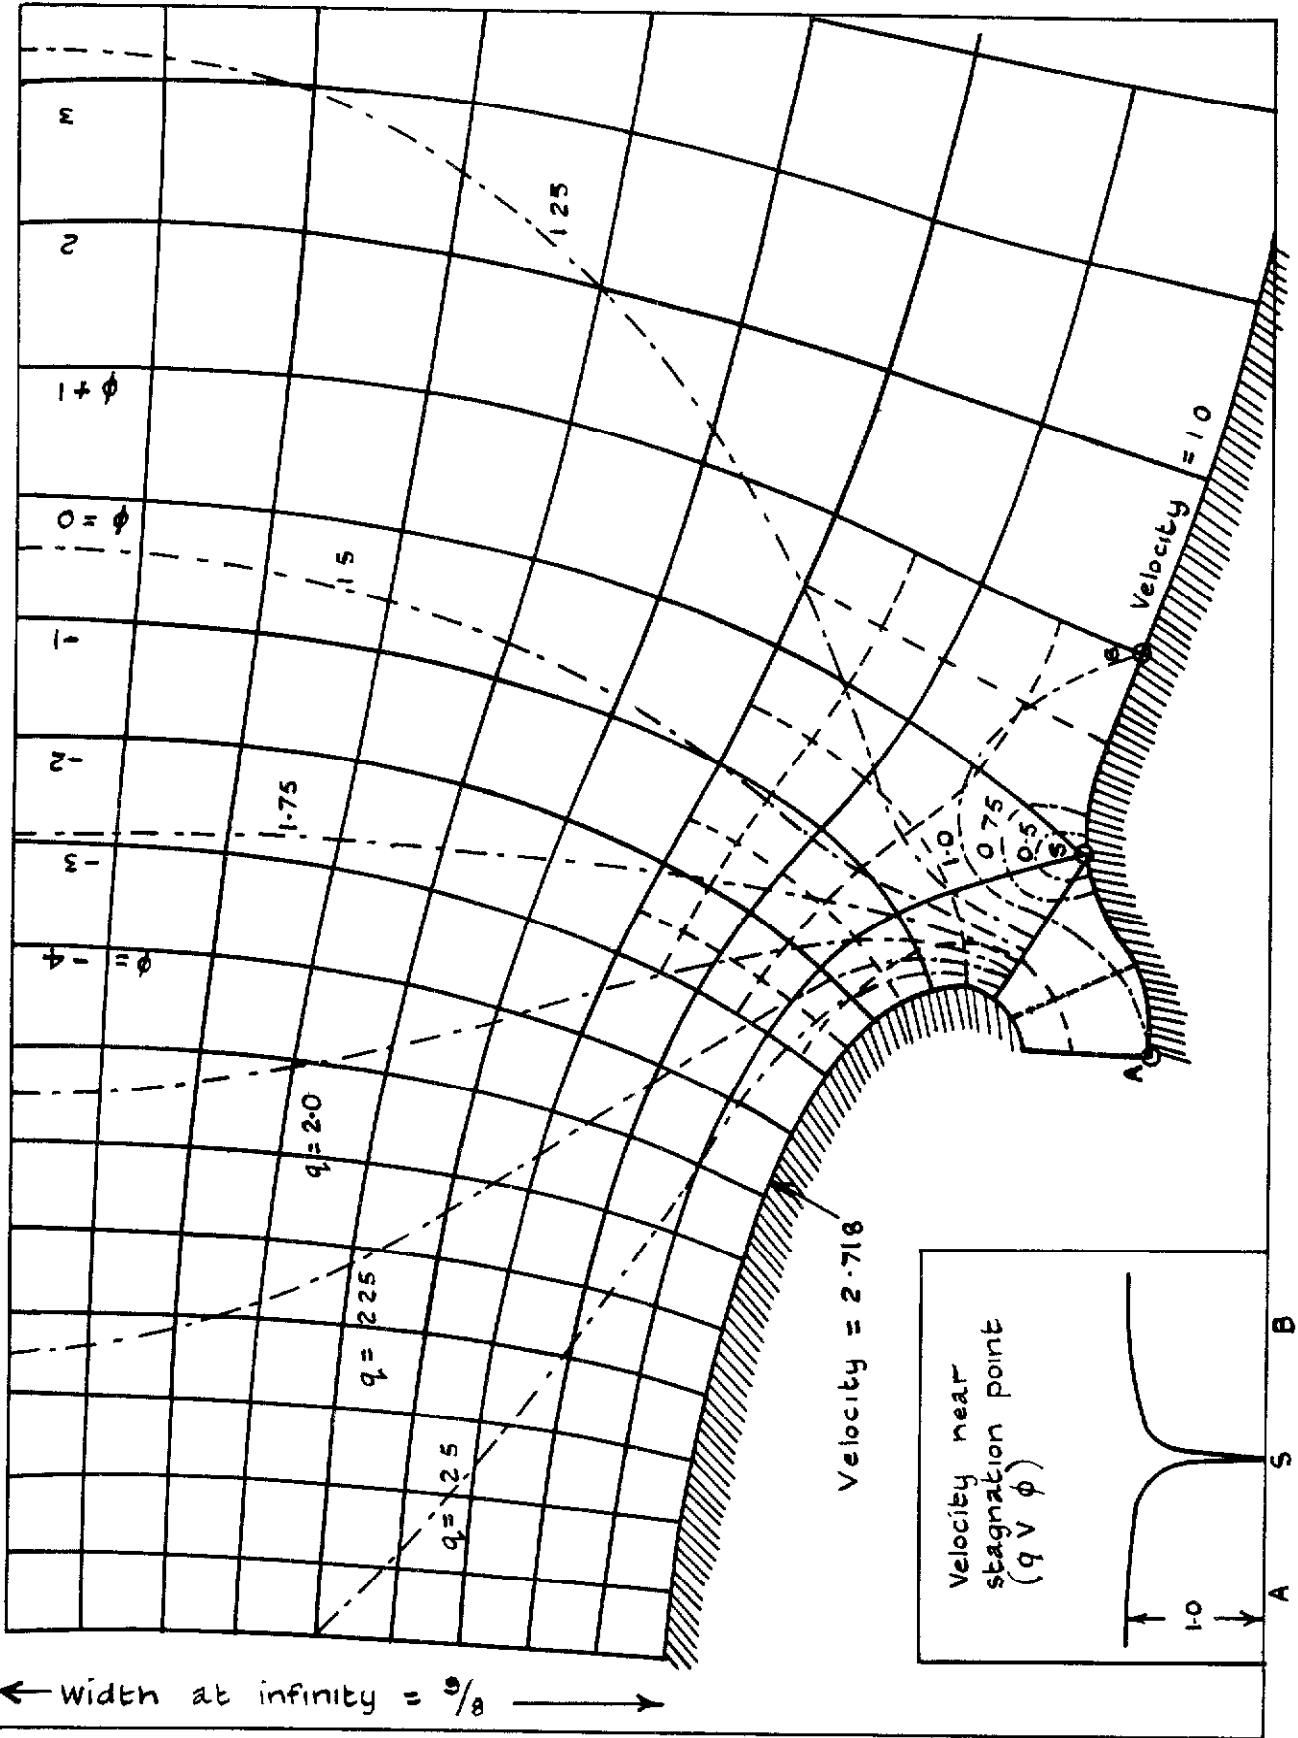 3
2
ϕ+1
ϕ=0
-1
-2
-3
ϕ=-4
1 25
1 5
1.75
q=2.0
q= 2 25
q= 2.5
1.0
0.75
0.5
S
B
A
Velocity = 1 0
Velocity = 2.718
Velocity near
stagnation point
(q v ϕ)
1.0
A S B
Width at infinity =